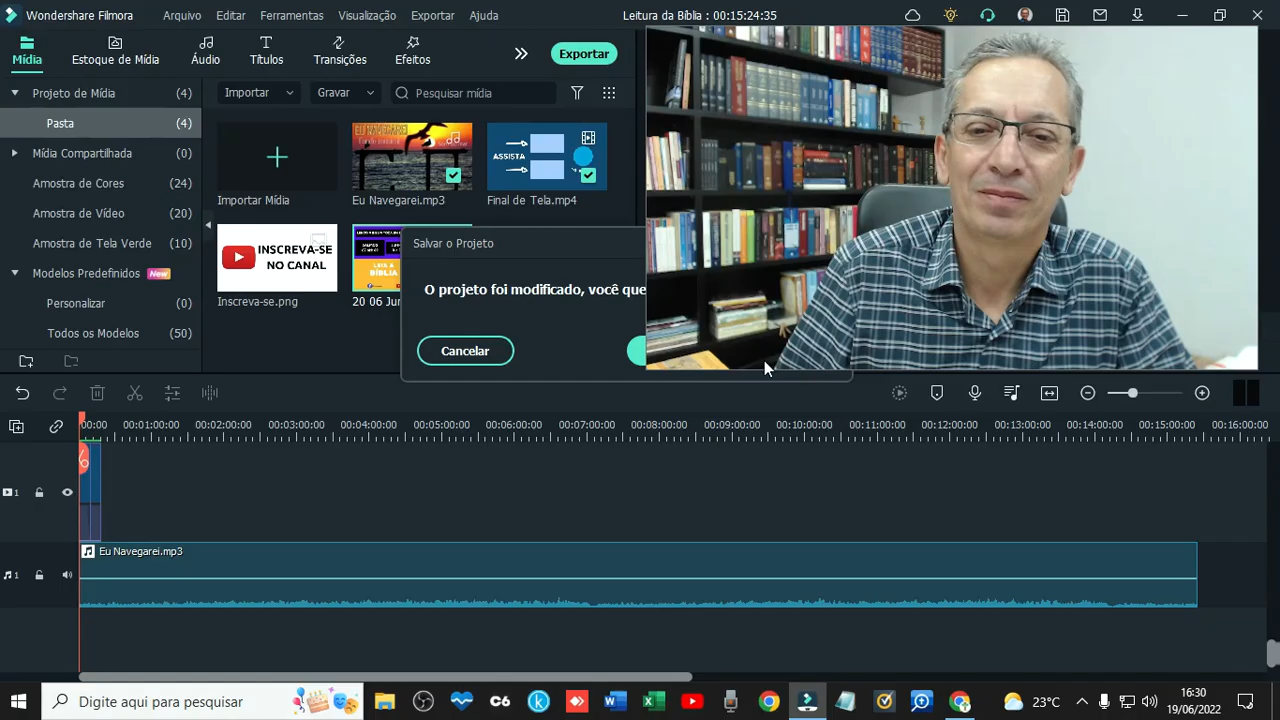 Wondershare Filmora
Arquivo
Editar
Ferramentas
Visualização
Exportar
Ajuda
Leitura da Bíblia : 00:15:24:35
Mídia
Estoque de Mídia
Áudio
Títulos
Transições
Efeitos
Exportar
Projeto de Mídia (4)
Pasta (4)
Mídia Compartilhada (0)
Amostra de Cores (24)
Amostra de Vídeo (20)
Amostra de Tela Verde (10)
Modelos Predefinidos New
Personalizar (0)
Todos os Modelos (50)
Importar
Gravar
Pesquisar mídia
EU NAVEGAREI
ASSISTA
Importar Mídia
Eu Navegarei.mp3
Final de Tela.mp4
INSCREVA-SE
NO CANAL
LEIA A
BÍBLIA
Inscreva-se.png
20 06 Jun
Salvar o Projeto
O projeto foi modificado, você que
Cancelar
00:00
00:01:00:00
00:02:00:00
00:03:00:00
00:04:00:00
00:05:00:00
00:06:00:00
00:07:00:00
00:08:00:00
00:09:00:00
00:10:00:00
00:11:00:00
00:12:00:00
00:13:00:00
00:14:00:00
00:15:00:00
00:16:00:00
1
Eu Navegarei.mp3
1
Digite aqui para pesquisar
C6
23°C
16:30
19/06/2022